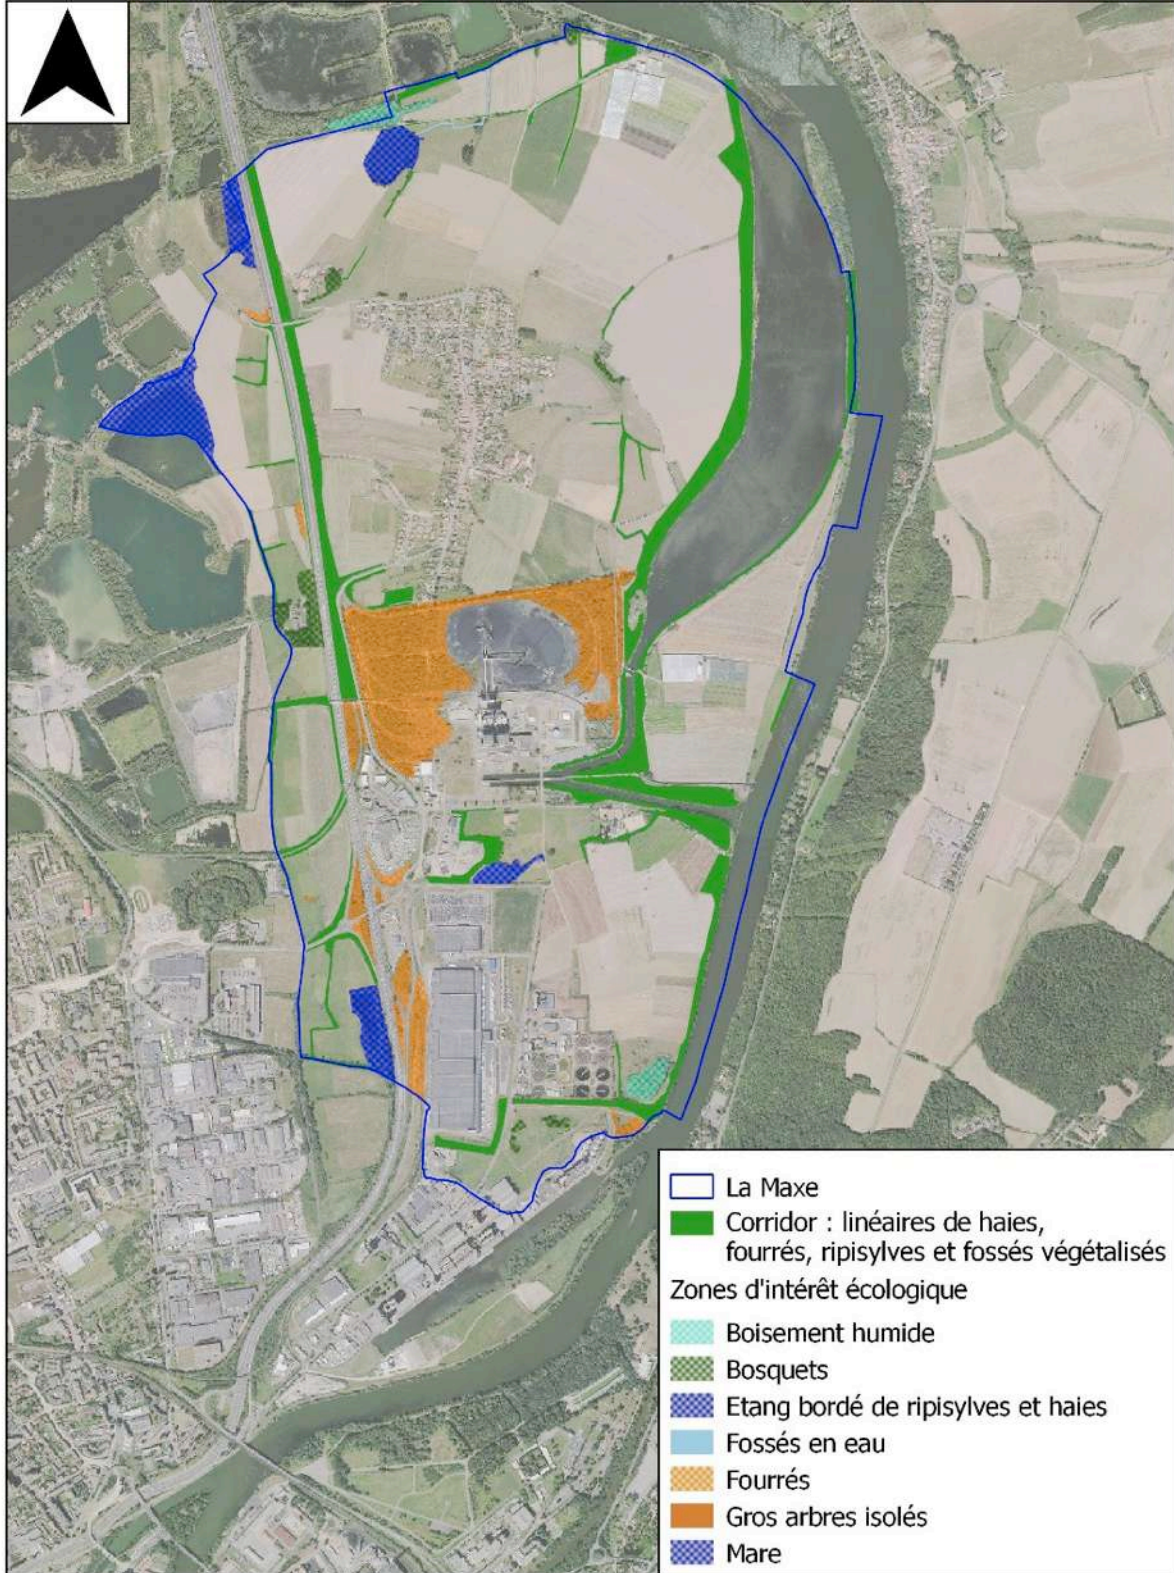 La Maxe
Corridor : linéaires de haies,
fourrés, ripisylves et fossés végétalisés
Zones d'intérêt écologique
Boisement humide
Bosquets
Etang bordé de ripisylves et haies
Fossés en eau
Fourrés
Gros arbres isolés
Mare